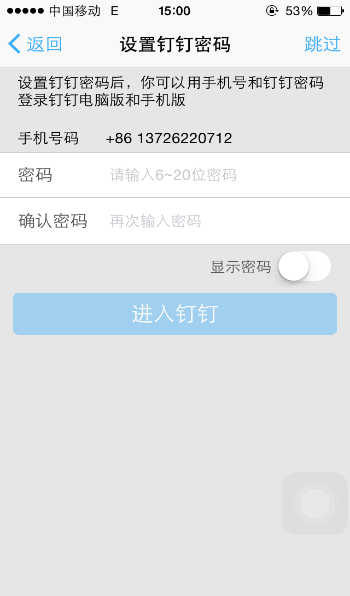 中国移动 E 15:00 53%
返回 设置钉钉密码 跳过
设置钉钉密码后，你可以用手机号和钉钉密码
登录钉钉电脑版和手机版
手机号码 +86 13726220712
密码 请输入6~20位密码
确认密码 再次输入密码
显示密码
进入钉钉